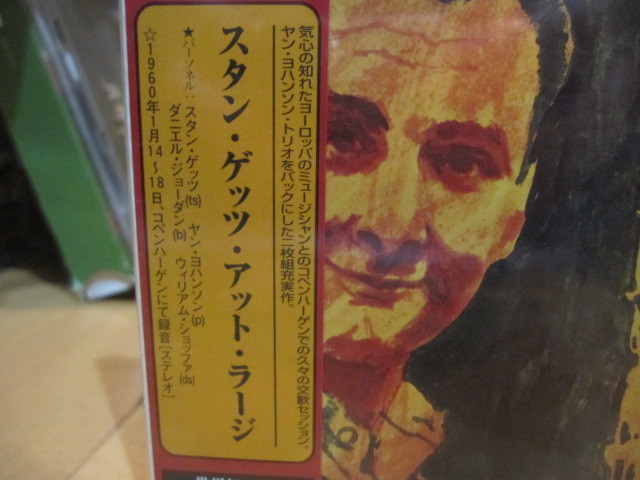 気心の知れたヨーロッパのミュージシャンとのコペンハーゲンでの久々の交歓セッション。
ヤン・ヨハンソン・トリオをバックにした二枚組充実作。
スタン・ゲッツ・アット・ラージ
★パーソネル：スタン・ゲッツ(ts) ヤン・ヨハンソン(p)
ダニエル・ジョーダン(b) ウィリアム・ショッファ(ds)
☆1960年1月14〜18日、コペンハーゲンにて録音［ステレオ］